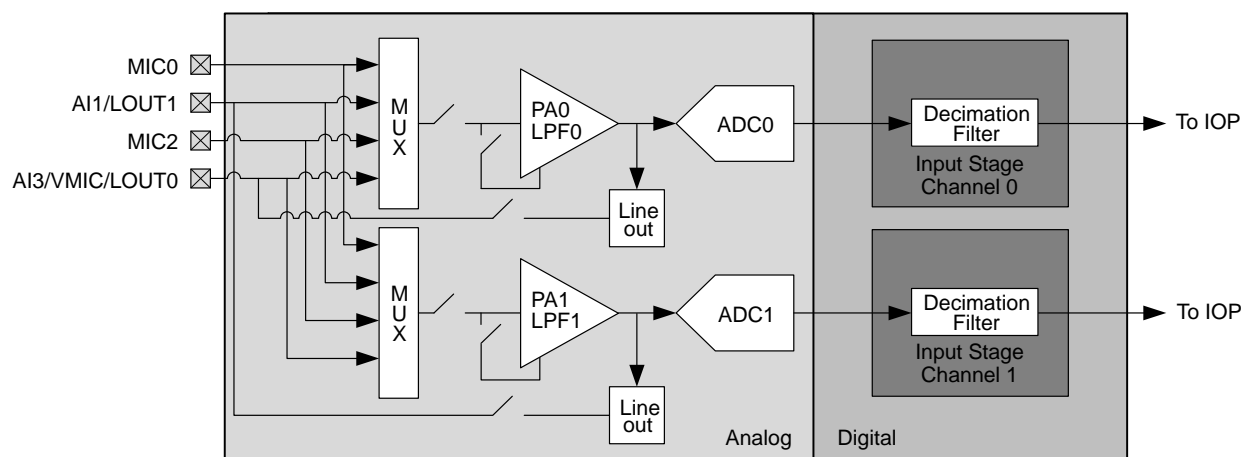 MIC0
AI1/LOUT1
MIC2
AI3/VMIC/LOUT0
M
U
X
PA0
LPF0
ADC0
Line
out
Decimation
Filter
Input Stage
Channel 0
To IOP
M
U
X
PA1
LPF1
ADC1
Line
out
Decimation
Filter
Input Stage
Channel 1
To IOP
Analog
Digital